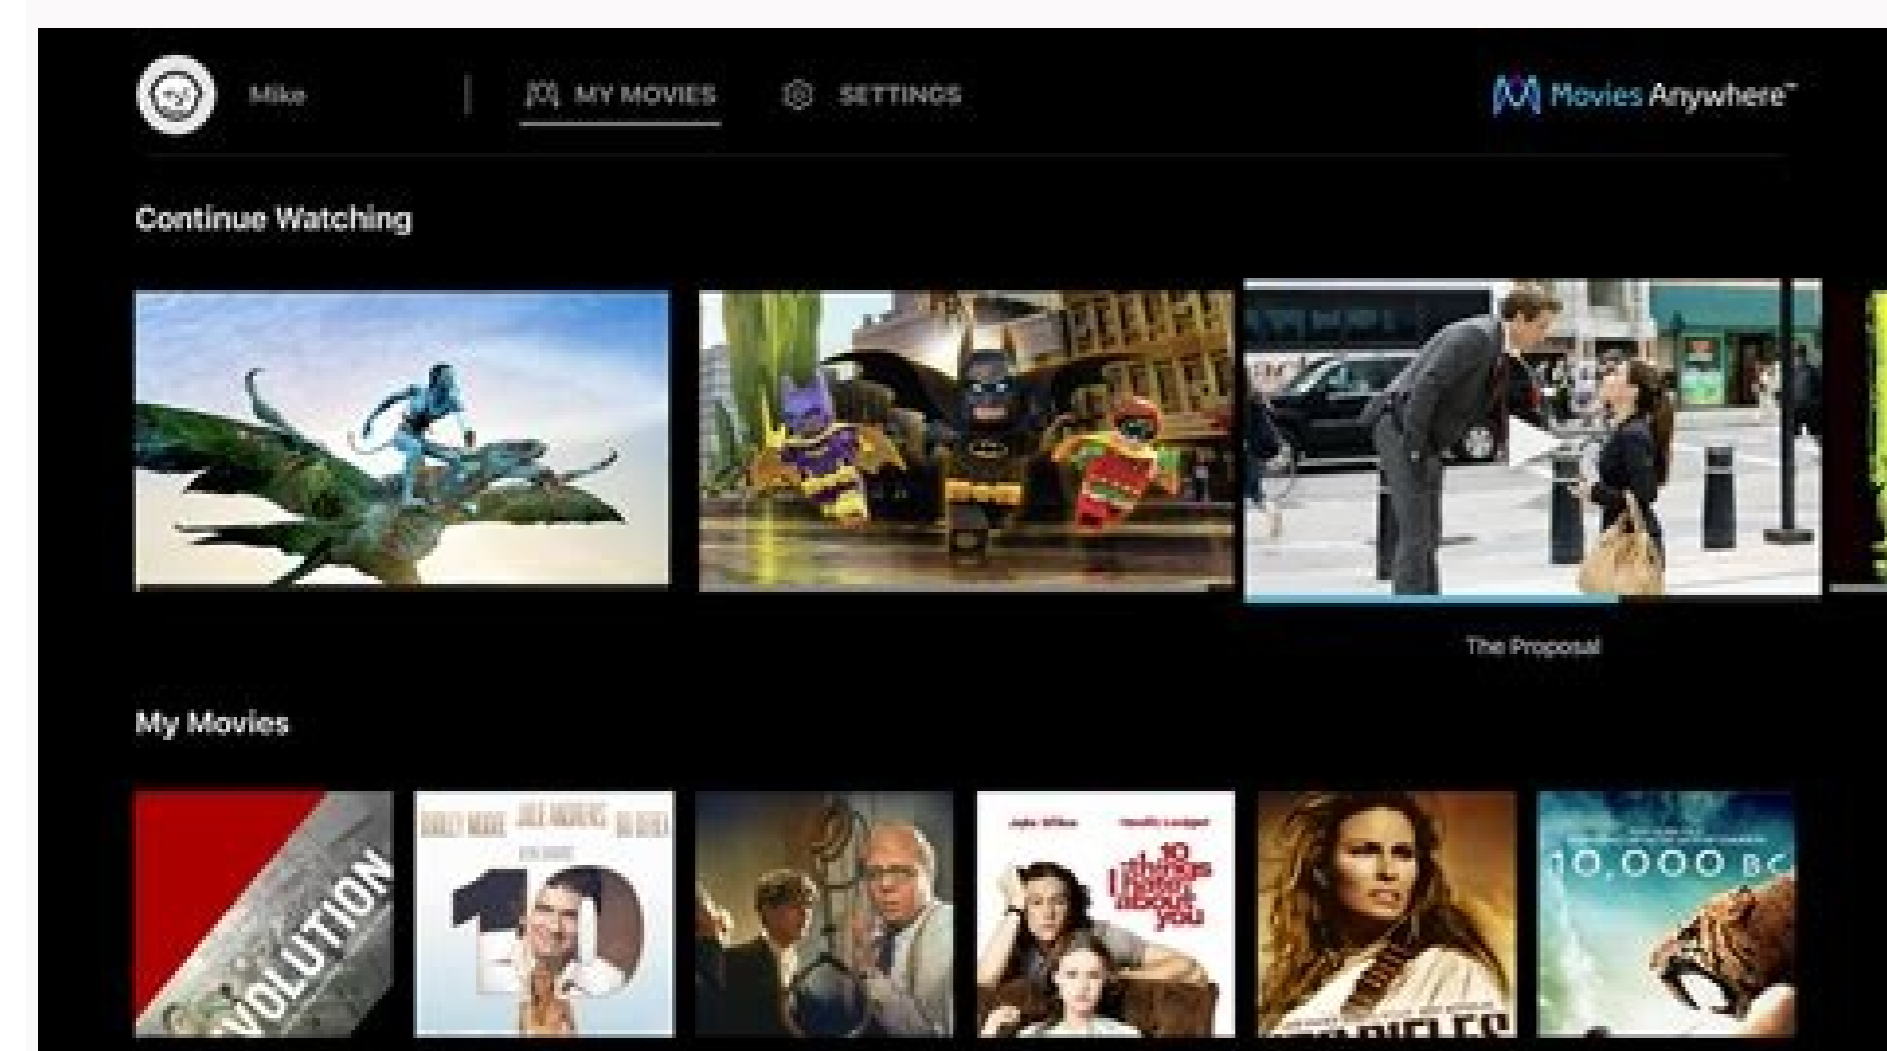 Mike
MY MOVIES
SETTINGS
Movies Anywhere™
Continue Watching
The Proposal
My Movies
VOLUTION
10
10 things I hate about you
10,000 BC